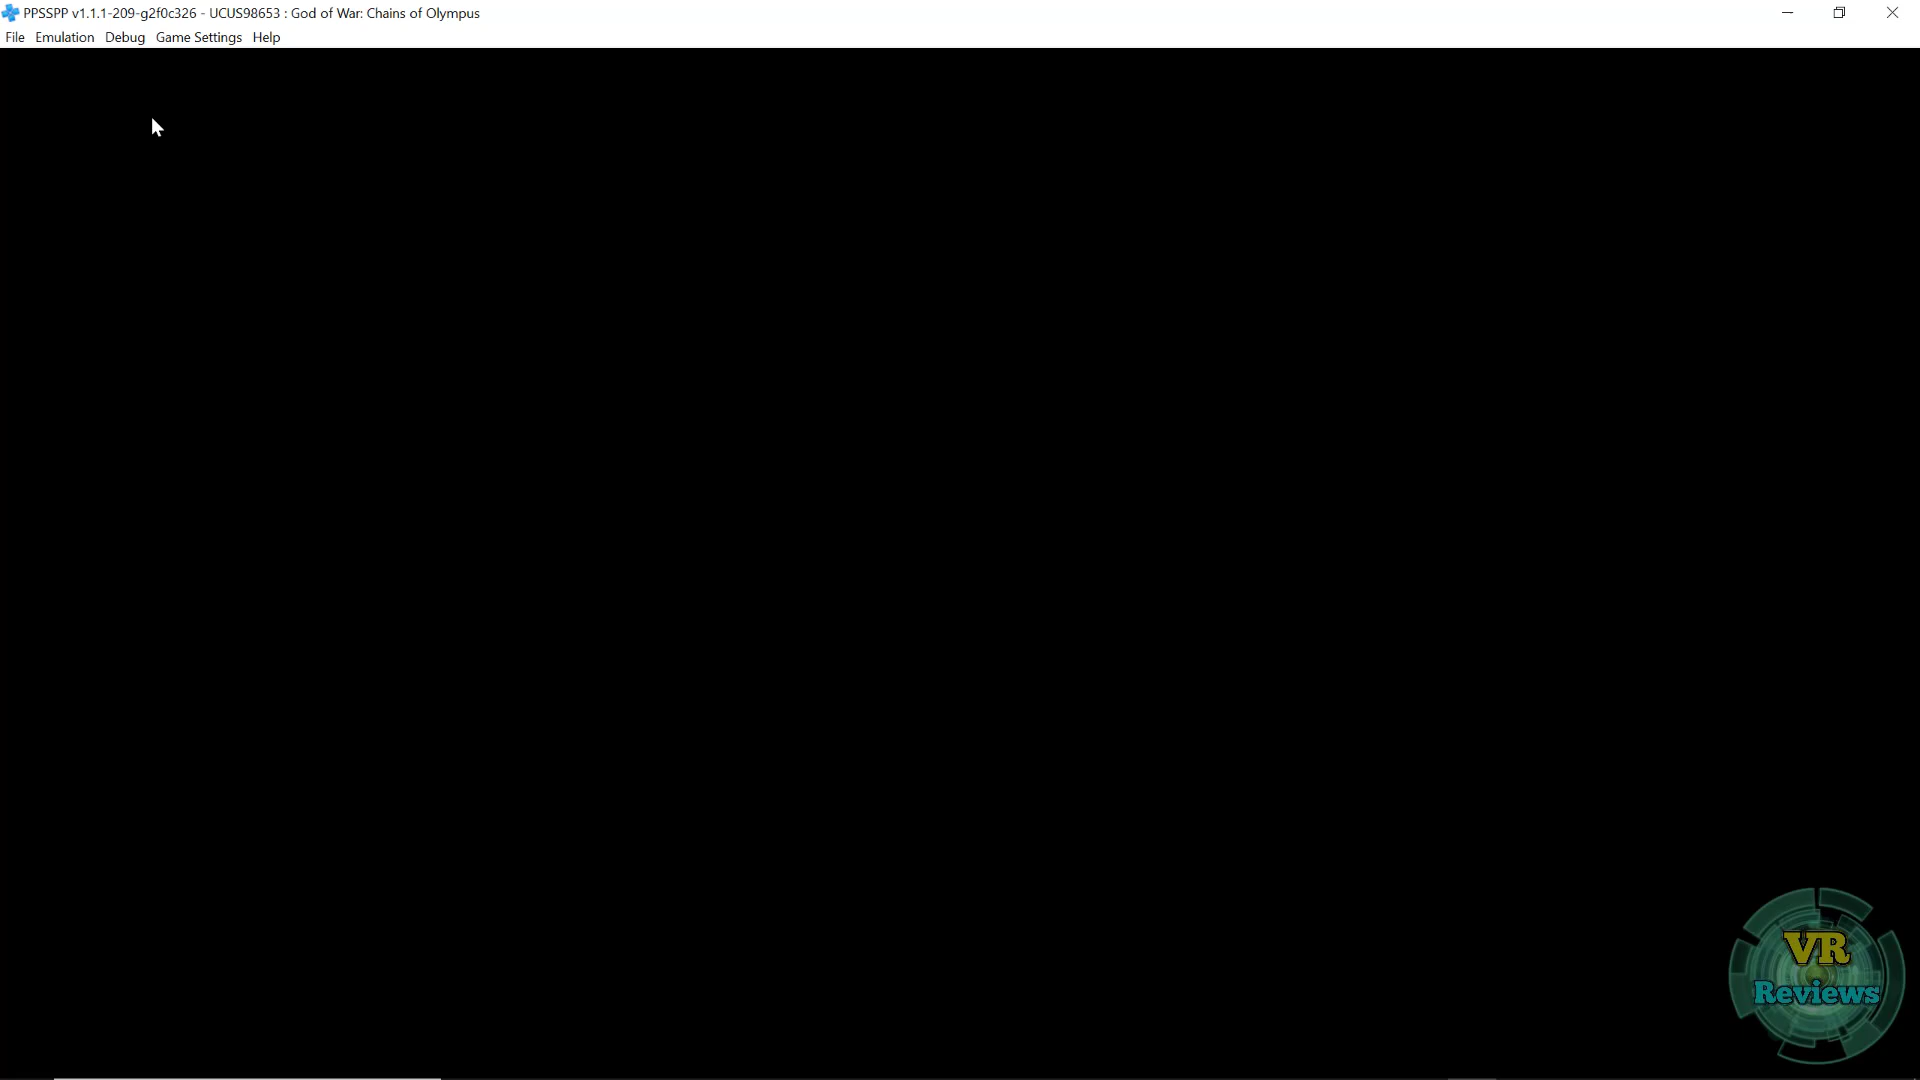 PPSSPP v1.1.1-209-g2f0c326 - UCUS98653 : God of War: Chains of Olympus
File Emulation Debug Game Settings Help
VR
Reviews